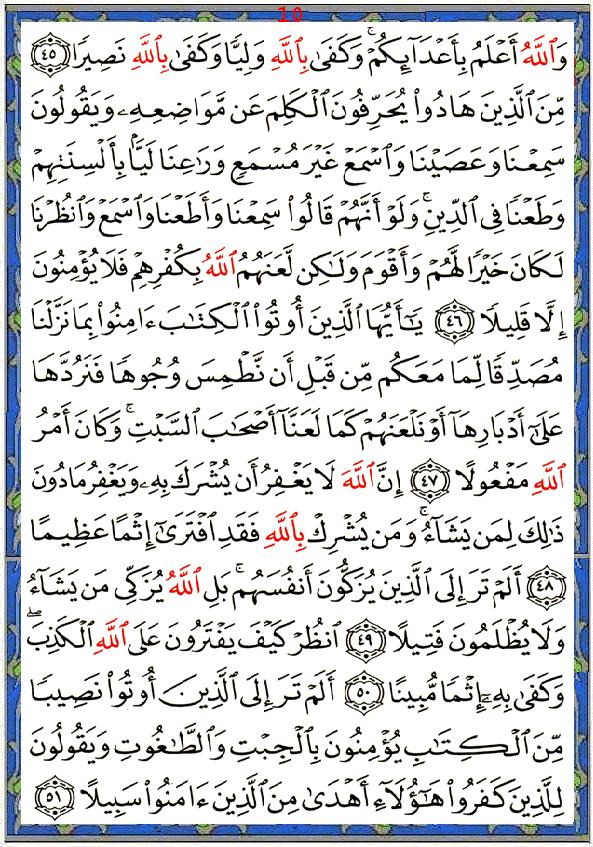 10
وَٱللَّهُ أَعْلَمُ بِأَعْدَآئِكُمْ ۚ وَكَفَىٰ بِٱللَّهِ وَلِيًّا وَكَفَىٰ بِٱللَّهِ نَصِيرًا ٤٥
مِّنَ ٱلَّذِينَ هَادُوا۟ يُحَرِّفُونَ ٱلْكَلِمَ عَن مَّوَاضِعِهِۦ وَيَقُولُونَ
سَمِعْنَا وَعَصَيْنَا وَٱسْمَعْ غَيْرَ مُسْمَعٍ وَرَٰعِنَا لَيًّۢا بِأَلْسِنَتِهِمْ
وَطَعْنًا فِى ٱلدِّينِ ۚ وَلَوْ أَنَّهُمْ قَالُوا۟ سَمِعْنَا وَأَطَعْنَا وَٱسْمَعْ وَٱنظُرْنَا
لَكَانَ خَيْرًا لَّهُمْ وَأَقْوَمَ وَلَٰكِن لَّعَنَهُمُ ٱللَّهُ بِكُفْرِهِمْ فَلَا يُؤْمِنُونَ
إِلَّا قَلِيلًا ٤٦ يَٰٓأَيُّهَا ٱلَّذِينَ أُوتُوا۟ ٱلْكِتَٰبَ ءَامِنُوا۟ بِمَا نَزَّلْنَا
مُصَدِّقًا لِّمَا مَعَكُم مِّن قَبْلِ أَن نَّطْمِسَ وُجُوهًا فَنَرُدَّهَا
عَلَىٰٓ أَدْبَارِهَآ أَوْ نَلْعَنَهُمْ كَمَا لَعَنَّآ أَصْحَٰبَ ٱلسَّبْتِ ۚ وَكَانَ أَمْرُ
ٱللَّهِ مَفْعُولًا ٤٧ إِنَّ ٱللَّهَ لَا يَغْفِرُ أَن يُشْرَكَ بِهِۦ وَيَغْفِرُ مَا دُونَ
ذَٰلِكَ لِمَن يَشَآءُ ۚ وَمَن يُشْرِكْ بِٱللَّهِ فَقَدِ ٱفْتَرَىٰٓ إِثْمًا عَظِيمًا
٤٨ أَلَمْ تَرَ إِلَى ٱلَّذِينَ يُزَكُّونَ أَنفُسَهُم ۚ بَلِ ٱللَّهُ يُزَكِّى مَن يَشَآءُ
وَلَا يُظْلَمُونَ فَتِيلًا ٤٩ ٱنظُرْ كَيْفَ يَفْتَرُونَ عَلَى ٱللَّهِ ٱلْكَذِبَ ۖ
وَكَفَىٰ بِهِۦٓ إِثْمًا مُّبِينًا ٥٠ أَلَمْ تَرَ إِلَى ٱلَّذِينَ أُوتُوا۟ نَصِيبًا
مِّنَ ٱلْكِتَٰبِ يُؤْمِنُونَ بِٱلْجِبْتِ وَٱلطَّٰغُوتِ وَيَقُولُونَ
لِلَّذِينَ كَفَرُوا۟ هَٰٓؤُلَآءِ أَهْدَىٰ مِنَ ٱلَّذِينَ ءَامَنُوا۟ سَبِيلًا ٥١